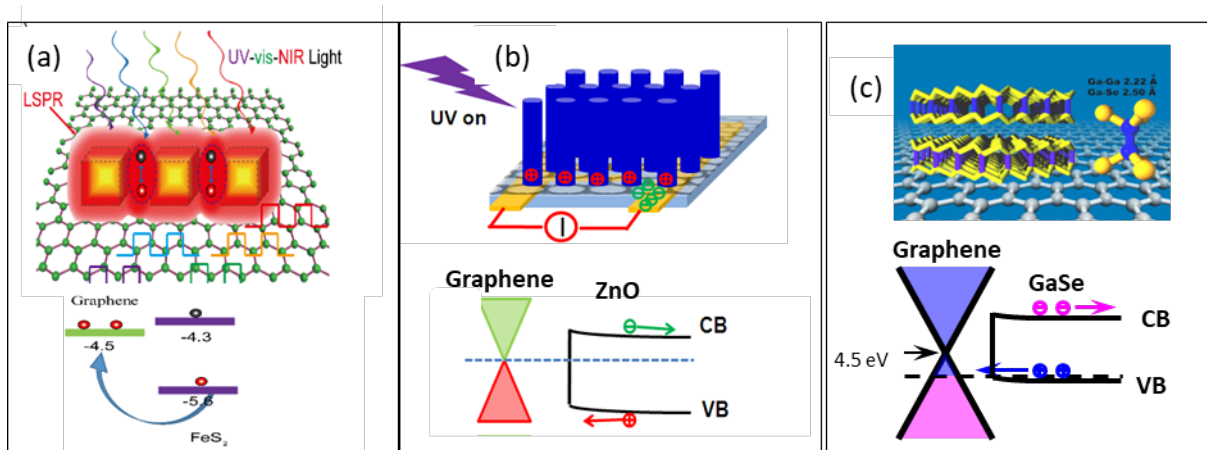 (a)
UV-vis-NIR Light
LSPR
Graphene
-4.5
-4.3
-5.6
FeS2
(b)
UV on
I
Graphene
ZnO
CB
VB
(c)
Ga-Ga 2.22 Å
Ga-Se 2.50 Å
Graphene
GaSe
CB
4.5 eV
VB